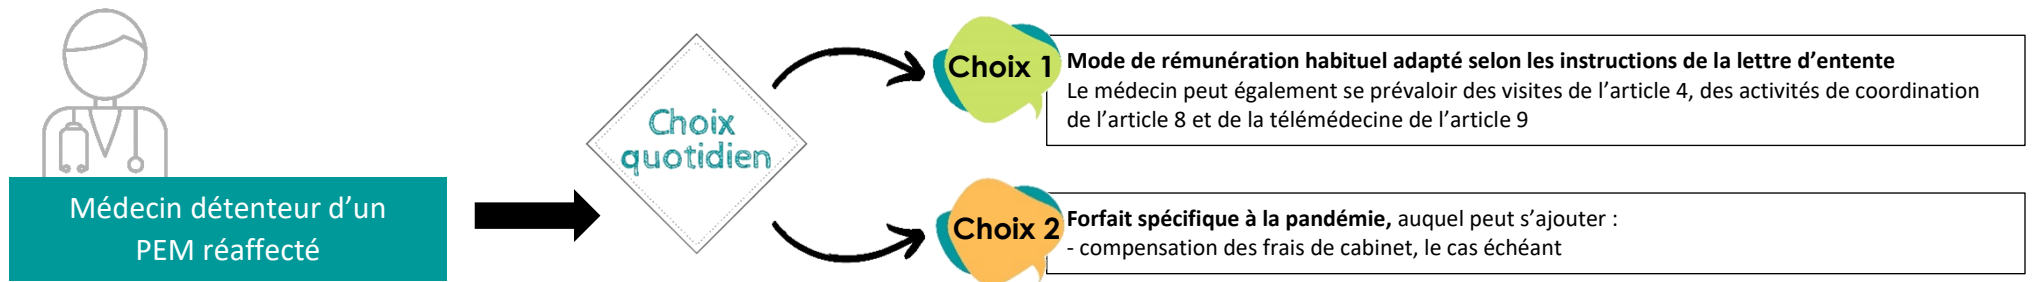 Médecin détenteur d’un
PEM réaffecté
Choix
quotidien
Choix 1
Mode de rémunération habituel adapté selon les instructions de la lettre d’entente
Le médecin peut également se prévaloir des visites de l’article 4, des activités de coordination
de l’article 8 et de la télémédecine de l’article 9
Choix 2
Forfait spécifique à la pandémie, auquel peut s’ajouter :
- compensation des frais de cabinet, le cas échéant